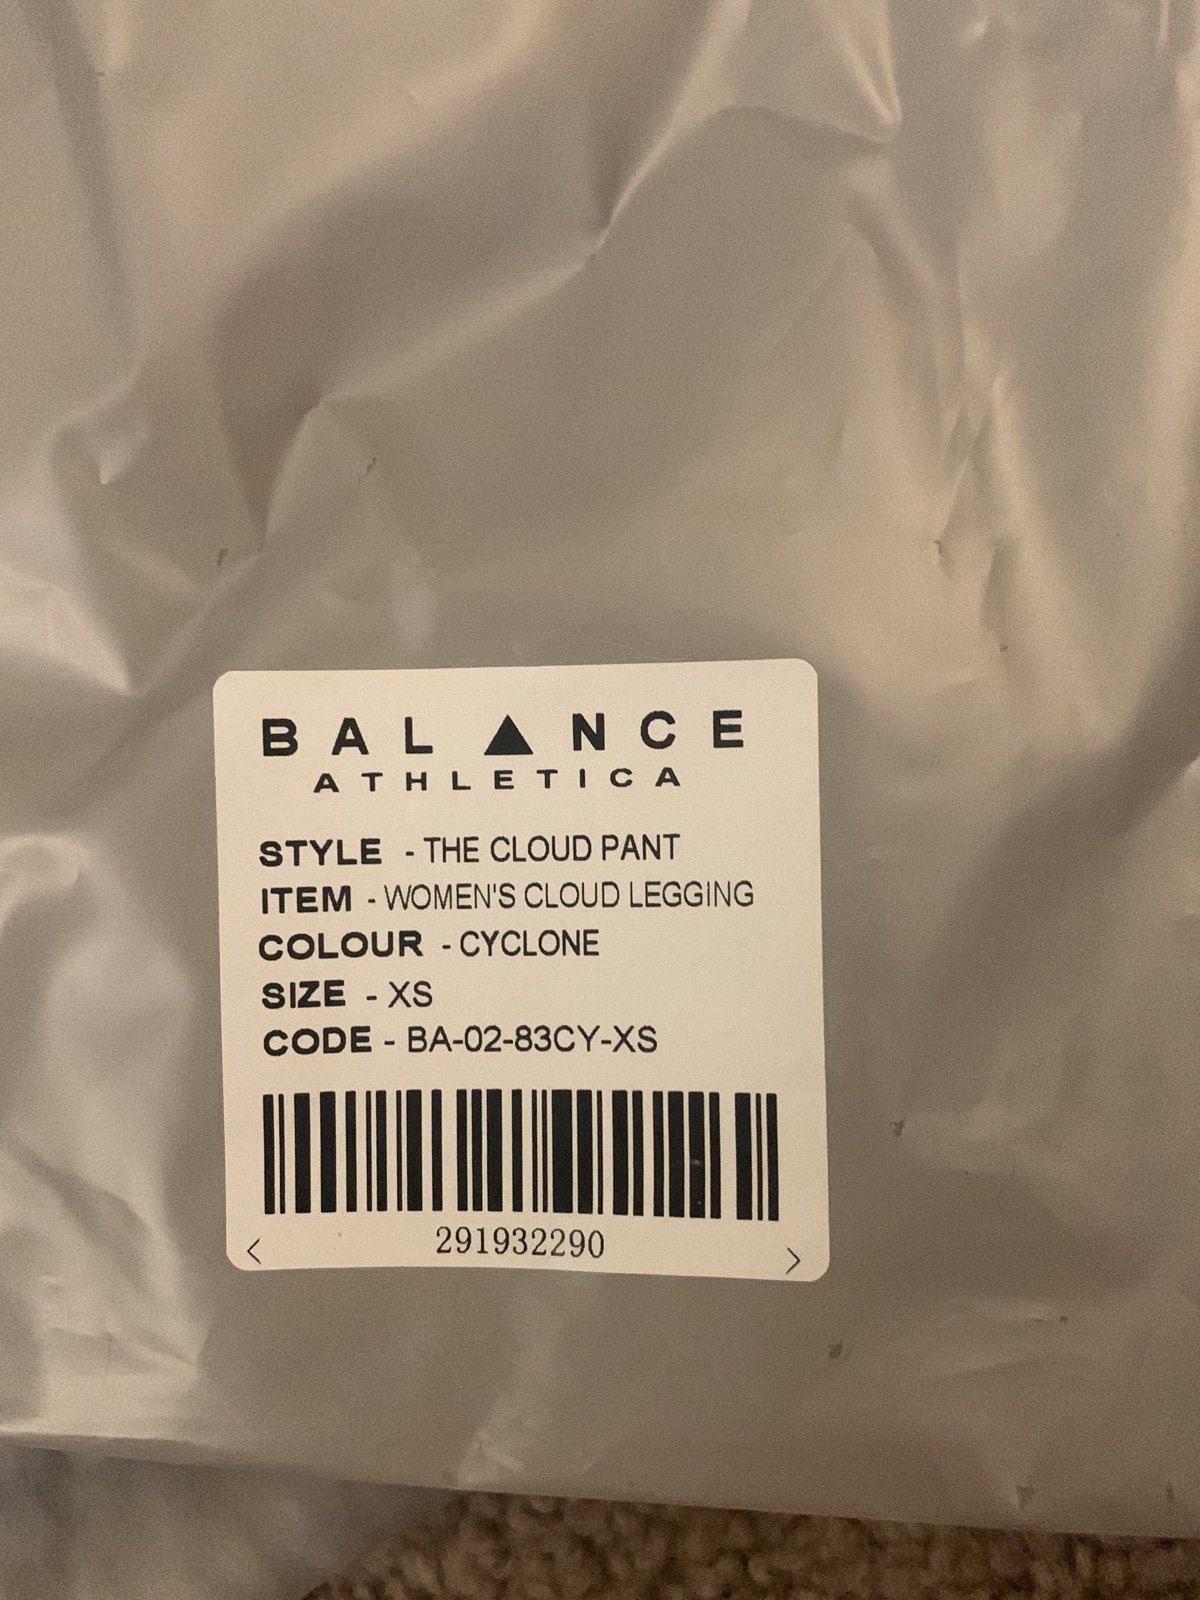 BAL▲NCE
ATHLETICA
STYLE - THE CLOUD PANT
ITEM - WOMEN'S CLOUD LEGGING
COLOUR - CYCLONE
SIZE - XS
CODE - BA-02-83CY-XS
< 291932290 >